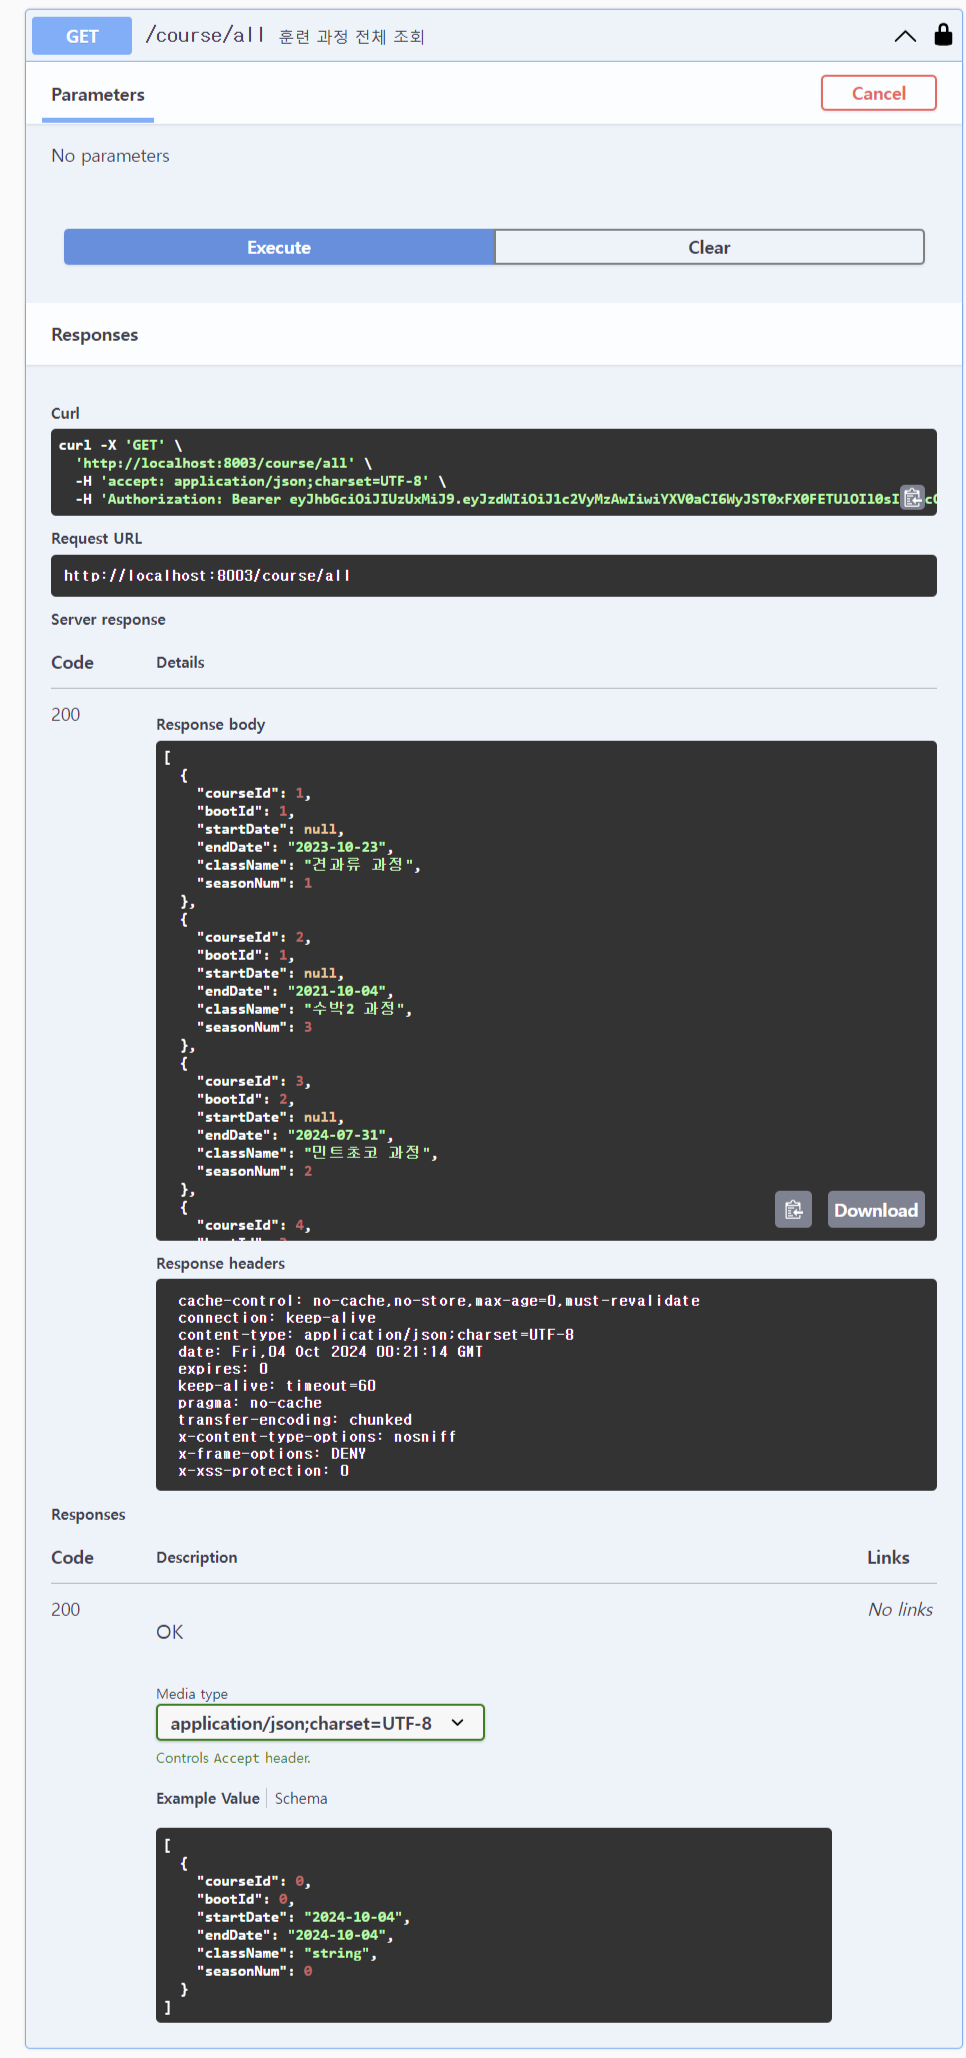 GET /course/all 훈련 과정 전체 조회
Parameters
Cancel
No parameters
Execute
Clear
Responses
Curl
curl -X 'GET' \
'http://localhost:8003/course/all' \
-H 'accept: application/json;charset=UTF-8' \
-H 'Authorization: Bearer
Request URL
http://localhost:8003/course/all
Server response
Code Details
200
Response body
[
{
"courseId": 1,
"bootId": 1,
"startDate": null,
"endDate": "2023-10-23",
"className": "견과류 과정",
"seasonNum": 1
},
{
"courseId": 2,
"bootId": 1,
"startDate": null,
"endDate": "2021-10-04",
"className": "수박2 과정",
"seasonNum": 3
},
{
"courseId": 3,
"bootId": 2,
"startDate": null,
"endDate": "2024-07-31",
"className": "민트초코 과정",
"seasonNum": 2
},
{
"courseId": 4,
Download
Response headers
cache-control: no-cache,no-store,max-age=0,must-revalidate
connection: keep-alive
content-type: application/json;charset=UTF-8
date: Fri,04 Oct 2024 00:21:14 GMT
expires: 0
keep-alive: timeout=60
pragma: no-cache
transfer-encoding: chunked
x-content-type-options: nosniff
x-frame-options: DENY
x-xss-protection: 0
Responses
Code Description Links
200
OK
No links
Media type
application/json;charset=UTF-8
Controls Accept header.
Example Value Schema
[
{
"courseId": 0,
"bootId": 0,
"startDate": "2024-10-04",
"endDate": "2024-10-04",
"className": "string",
"seasonNum": 0
}
]